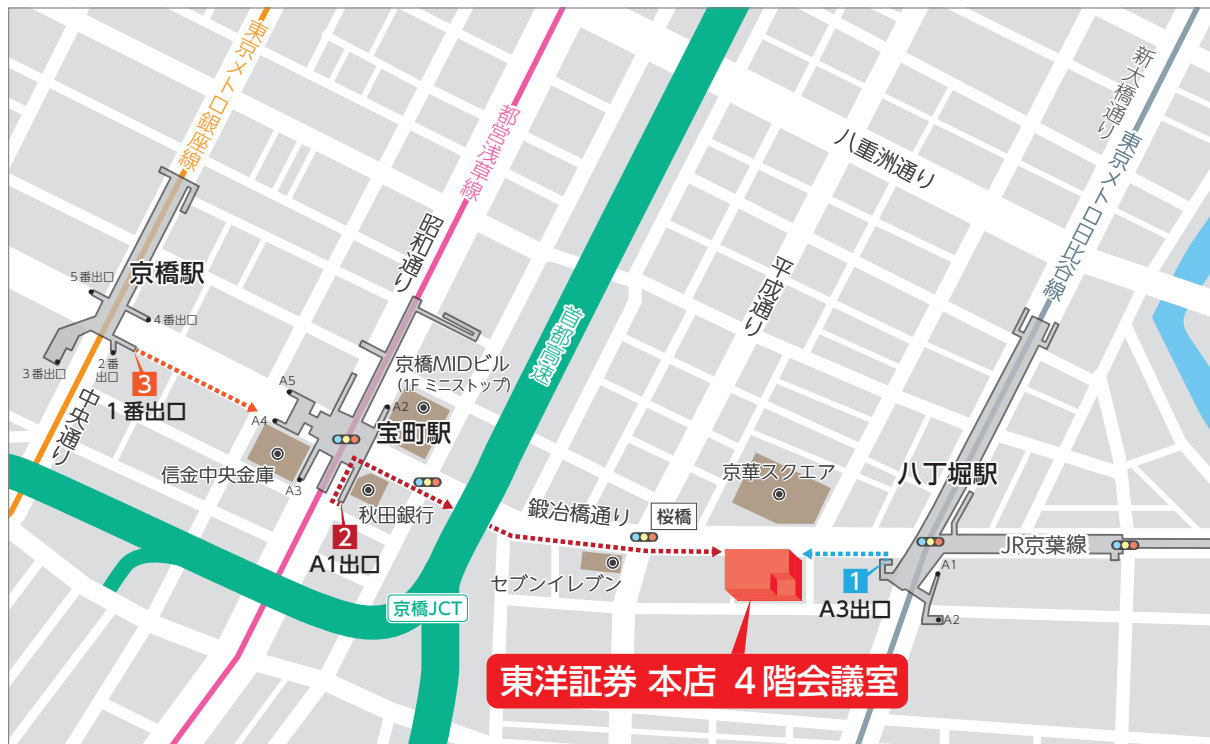 東京メトロ銀座線
都営浅草線
昭和通り
首都高速
八重洲通り
平成通り
新大橋通り
東京メトロ日比谷線
京橋駅
5番出口
4番出口
3番出口
2番
出口
3
1番出口
中央通り
A5
A4
A3
A2
京橋MIDビル
(1F ミニストップ)
宝町駅
信金中央金庫
秋田銀行
2
A1出口
鍛冶橋通り
桜橋
京華スクエア
セブンイレブン
八丁堀駅
JR京葉線
1
A3出口
A1
A2
京橋JCT
東洋証券 本店 4階会議室